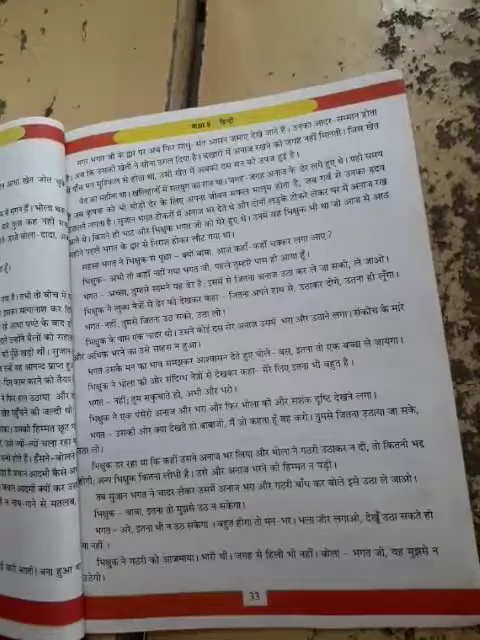 कक्षा 8 हिन्दी
मगर भगत जी के द्वार पर अब फिर साधु-संत आसन जमाए देखे जाते हैं। उनका आदर-सम्मान होता
है। अब कि उसकी खेती ने सोना उगल दिया है। बखारी में अनाज रखने को जगह नहीं मिलती। जिस खेत
में पाँच मन मुश्किल से होता था, उसी खेत में अबकी दस मन की उपज हुई है।
चैत का महीना था। खलिहानों में सतयुग का राज था। जगह-जगह अनाज के ढेर लगे हुए थे। यही समय
है जब कृषक को भी थोड़ी देर के लिए अपना जीवन सफल मालूम होता है, जब गर्व से उनका हृदय
उछलने लगता है। सुजान भगत टोकरी में अनाज भर देते थे और दोनों लड़के टोकरे लेकर घर में अनाज रख
आते थे। कितने ही भाट और भिक्षुक भगत जी को घेरे हुए थे। उनमें वह भिक्षुक भी था जो आज से आठ
महीने पहले भगत के द्वार से निराश होकर लौट गया था।
सहसा भगत ने भिक्षुक से पूछा - क्यों बाबा, आज कहाँ-कहाँ चक्कर लगा आए?
भिक्षुक- अभी तो कहीं नहीं गया भगत जी, पहले तुम्हारे पास ही आया हूँ।
भगत - अच्छा, तुम्हारे सामने यह ढेर है, इसमें से जितना अनाज उठा कर ले जा सको, ले जाओ।
भिक्षुक ने लुब्ध नेत्रों से ढेर को देखकर कहा - जितना अपने हाथ से, उठाकर दोगे, उतना ही लूँगा।
भगत- नहीं, तुमसे जितना उठ सको, उठा लो।
भिक्षुक के पास एक चादर थी। उसने कोई दस सेर अनाज उसमें भरा और उठाने लगा। संकोच के मारे
और अधिक भरने का उसे साहस न हुआ।
भगत उसके मन का भाव समझकर आश्वासन देते हुए बोले- बस, इतना तो एक बच्चा ले जायगा।
भिक्षुक ने भोला की ओर संदिग्ध नेत्रों से देखकर कहा- मेरे लिए इतना भी बहुत है।
भगत - नहीं; तुम सकुचाते हो, अभी और भरो।
भिक्षुक ने एक पंसेरी अनाज और भरा और फिर भोला की और सशंक दृष्टि देखने लगा।
भगत - उसकी ओर क्या देखते हो बाबाजी, मैं जो कहता हूँ वह करो। तुमसे जितना उठाया जा सके,
उठा लो।
भिक्षुक डर रहा था कि कहीं उसने अनाज भर लिया और भोला ने गठरी उठाकर न दी, तो कितनी भद्द
होगी; अन्य भिक्षुक कितना लोभी है। उसे और अनाज भरने की हिम्मत न पड़ी।
तब सुजान भगत ने चादर लेकर उसमें अनाज भरा और गठरी बाँध कर बोले इसे उठा ले जाओ।
भिक्षुक - बाबा, इतना तो मुझसे उठ न सकेगा।
भगत - अरे, इतना भी न उठ सकेगा । बहुत होगा तो मन-भर। भला जोर लगाओ, देखूँ उठा सकते हो
या नहीं ।
भिक्षुक ने गठरी को आजमाया। भारी थी। जगह से हिली भी नहीं। बोला - भगत जी, यह मुझसे न
उठेगी।
33